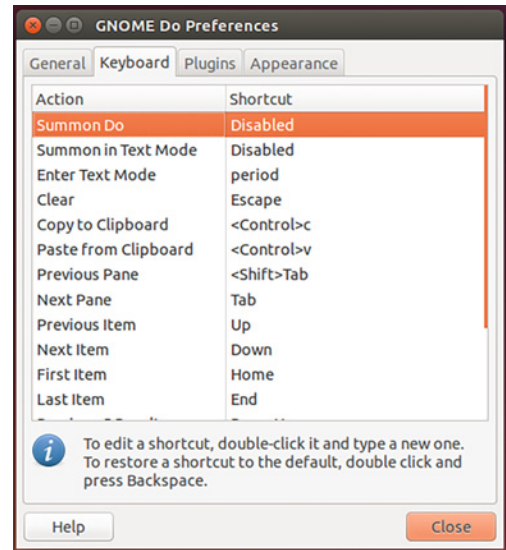 GNOME Do Preferences
General Keyboard Plugins Appearance
Action Shortcut
Summon Do Disabled
Summon in Text Mode Disabled
Enter Text Mode period
Clear Escape
Copy to Clipboard <Control>c
Paste from Clipboard <Control>v
Previous Pane <Shift>Tab
Next Pane Tab
Previous Item Up
Next Item Down
First Item Home
Last Item End
To edit a shortcut, double-click it and type a new one.
To restore a shortcut to the default, double click and
press Backspace.
Help Close